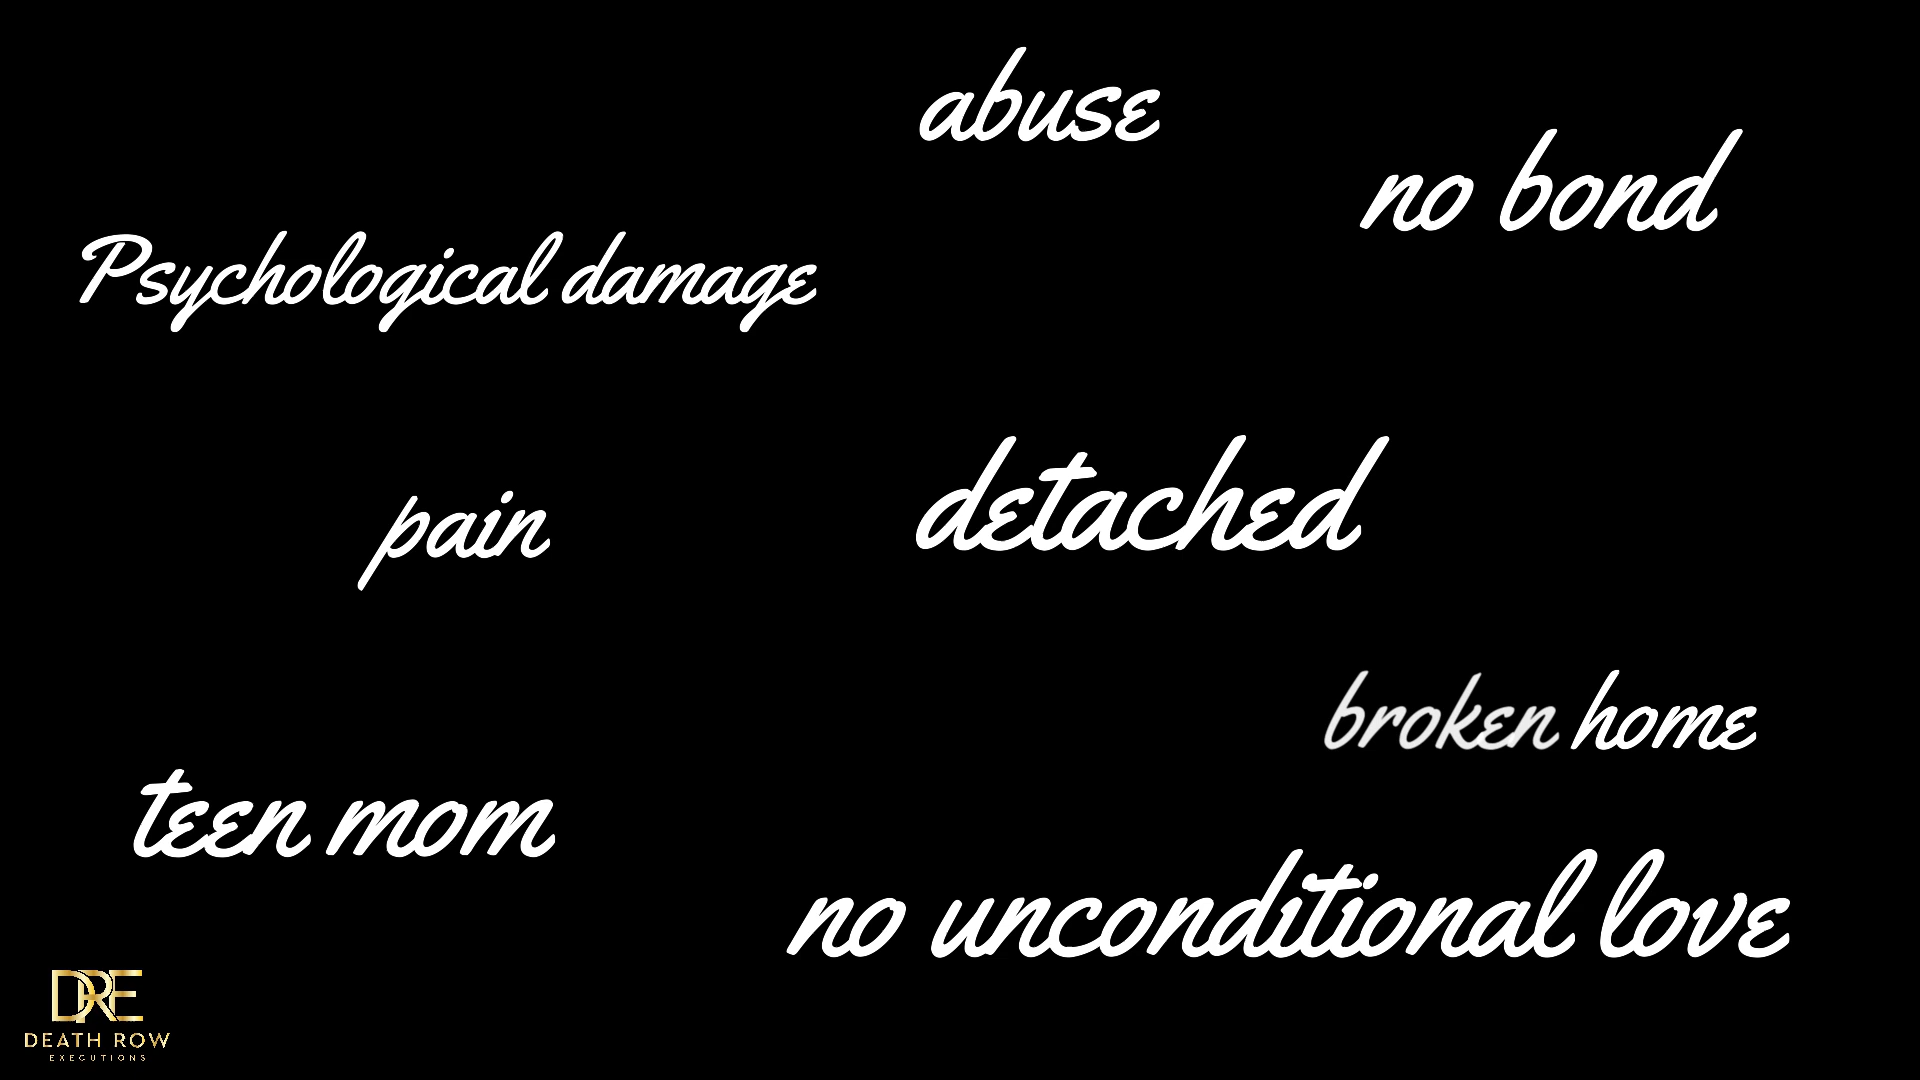 abuse
no bond
Psychological damage
detached
pain
broken home
teen mom
no unconditional love
DRE
DEATH ROW
EXECUTIONS